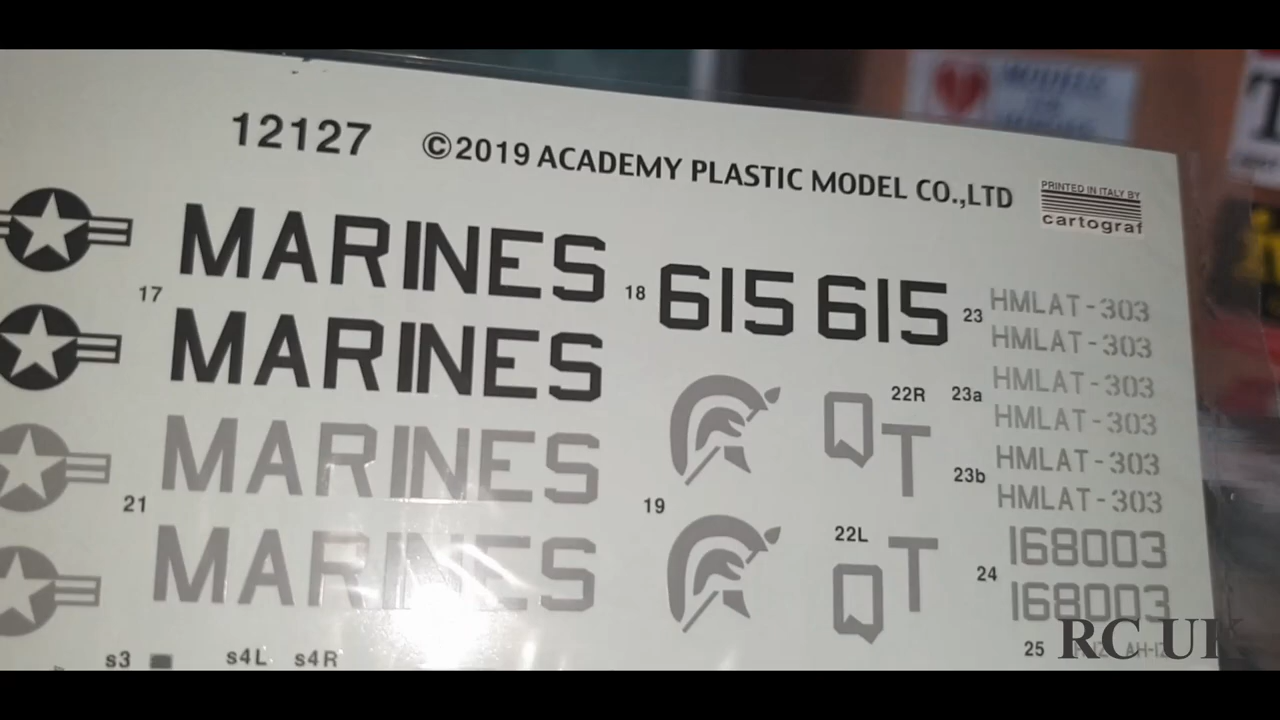 12127 ©2019 ACADEMY PLASTIC MODEL CO.,LTD
PRINTED IN ITALY BY
cartograf
MARINES
17
18
615 615
23
HMLAT-303
HMLAT-303
MARINES
22R
23a
HMLAT-303
HMLAT-303
QT
MARINES
21
19
23b
HMLAT-303
HMLAT-303
22L
QT
MARINES
24
168003
168003
25
s3
s4L
s4R
RC UK